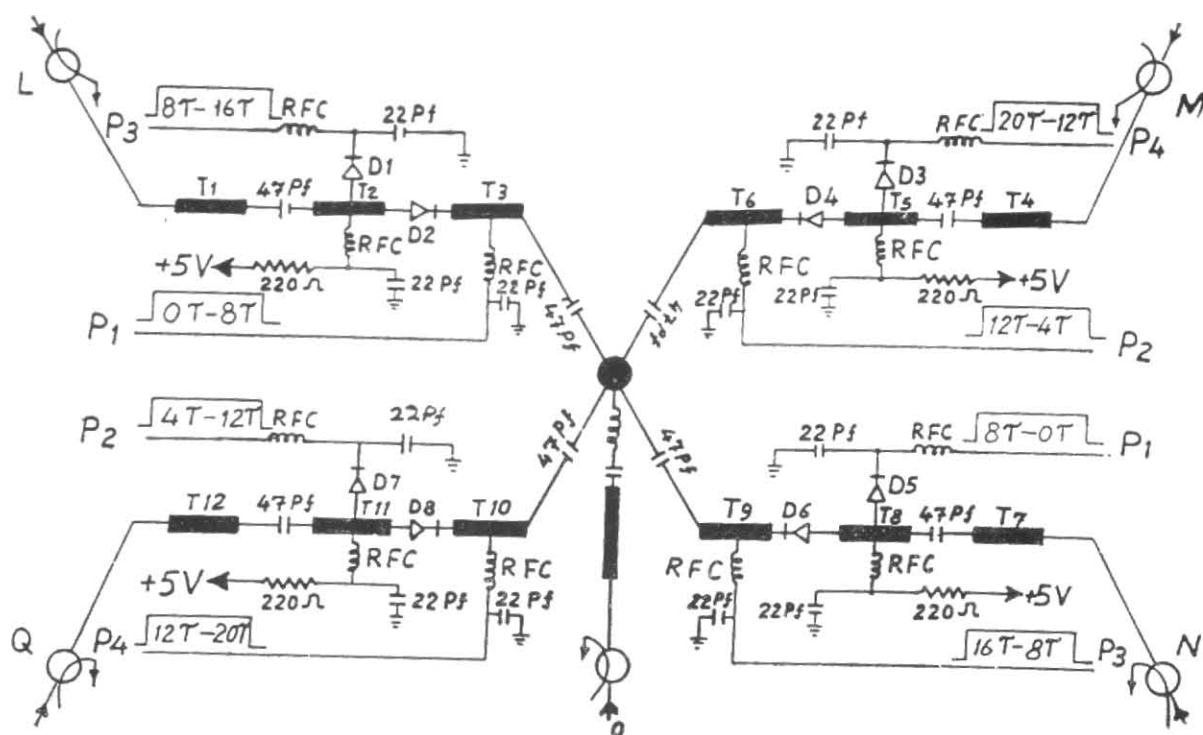 L
P3
8T-16T
RFC
22Pf
D1
T1
47Pf
T2
D2
T3
RFC
RFC
+5V
220Ω
22Pf
22Pf
P1
0T-8T
47Pf
M
22Pf
RFC
20T-12T
P4
D3
T6
D4
T5
47Pf
T4
RFC
RFC
22Pf
22Pf
220Ω
+5V
12T-4T
P2
P2
4T-12T
RFC
22Pf
47Pf
D7
T12
47Pf
T11
D8
T10
RFC
RFC
+5V
220Ω
22Pf
22Pf
Q
P4
12T-20T
47Pf
22Pf
RFC
8T-0T
P1
D5
T9
D6
T8
47Pf
T7
RFC
RFC
22Pf
22Pf
220Ω
+5V
16T-8T
P3
N